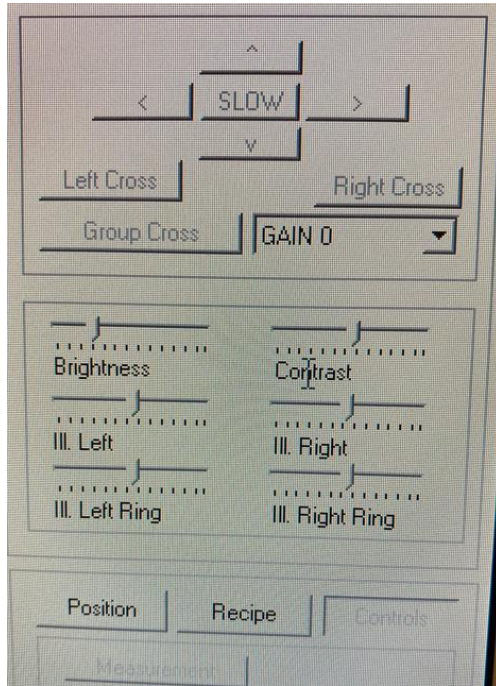 ^
< SLOW >
v
Left Cross Right Cross
Group Cross GAIN 0
Brightness Contrast
Ill. Left Ill. Right
Ill. Left Ring Ill. Right Ring
Position Recipe Controls
Measurement